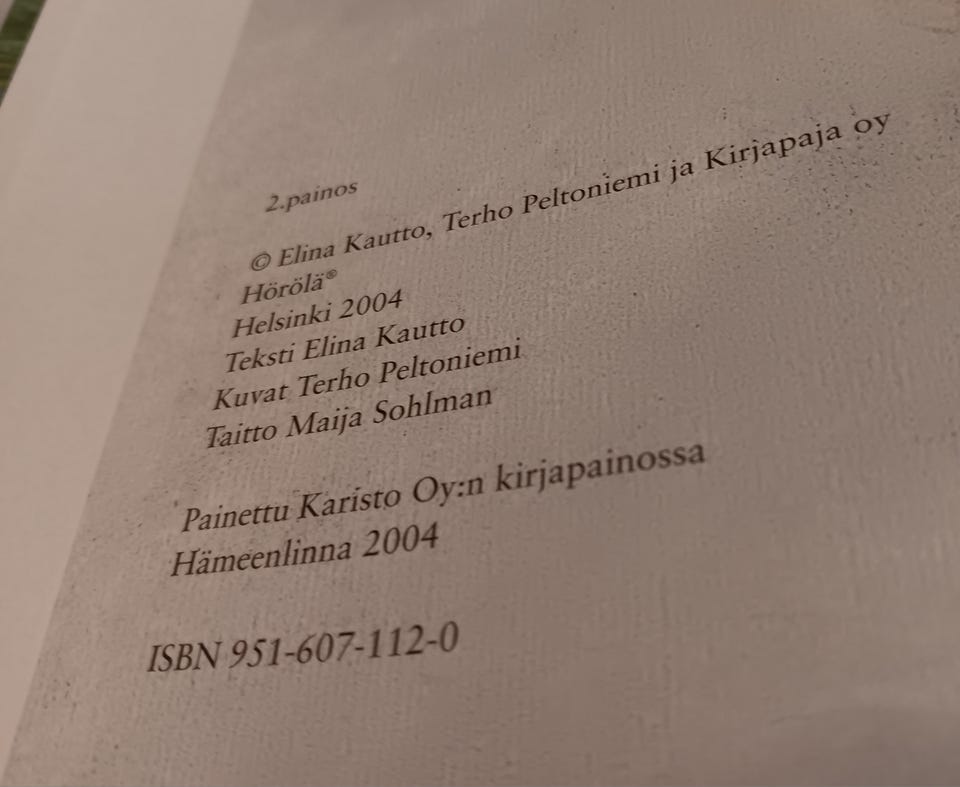 2.painos
© Elina Kautto, Terho Peltoniemi ja Kirjapaja oy
Hörölä®
Helsinki 2004
Teksti Elina Kautto
Kuvat Terho Peltoniemi
Taitto Maija Sohlman
Painettu Karisto Oy:n kirjapainossa
Hämeenlinna 2004
ISBN 951-607-112-0